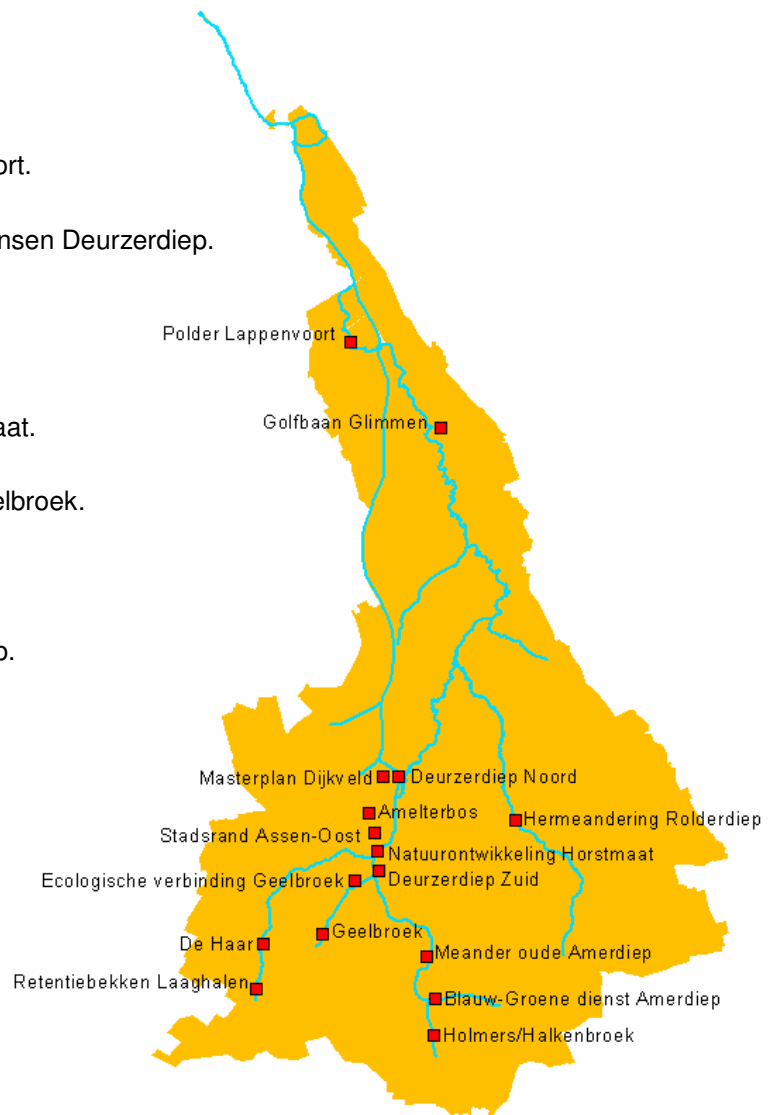 ort.
nsen Deurzerdiep.
Polder Lappenvoort
Golfbaan Glimmen
aat.
elbroek.
o.
Masterplan Dijkveld
Deurzerdiep Noord
Amelterbos
Hermeandering Rolderdiep
Stadsrand Assen-Oost
Natuurontwikkeling Horstmaat
Ecologische verbinding Geelbroek
Deurzerdiep Zuid
Geelbroek
De Haar
Meander oude Amerdiep
Retentiebekken Laaghalen
Blauw-Groene dienst Amerdiep
Holmers/Halkenbroek